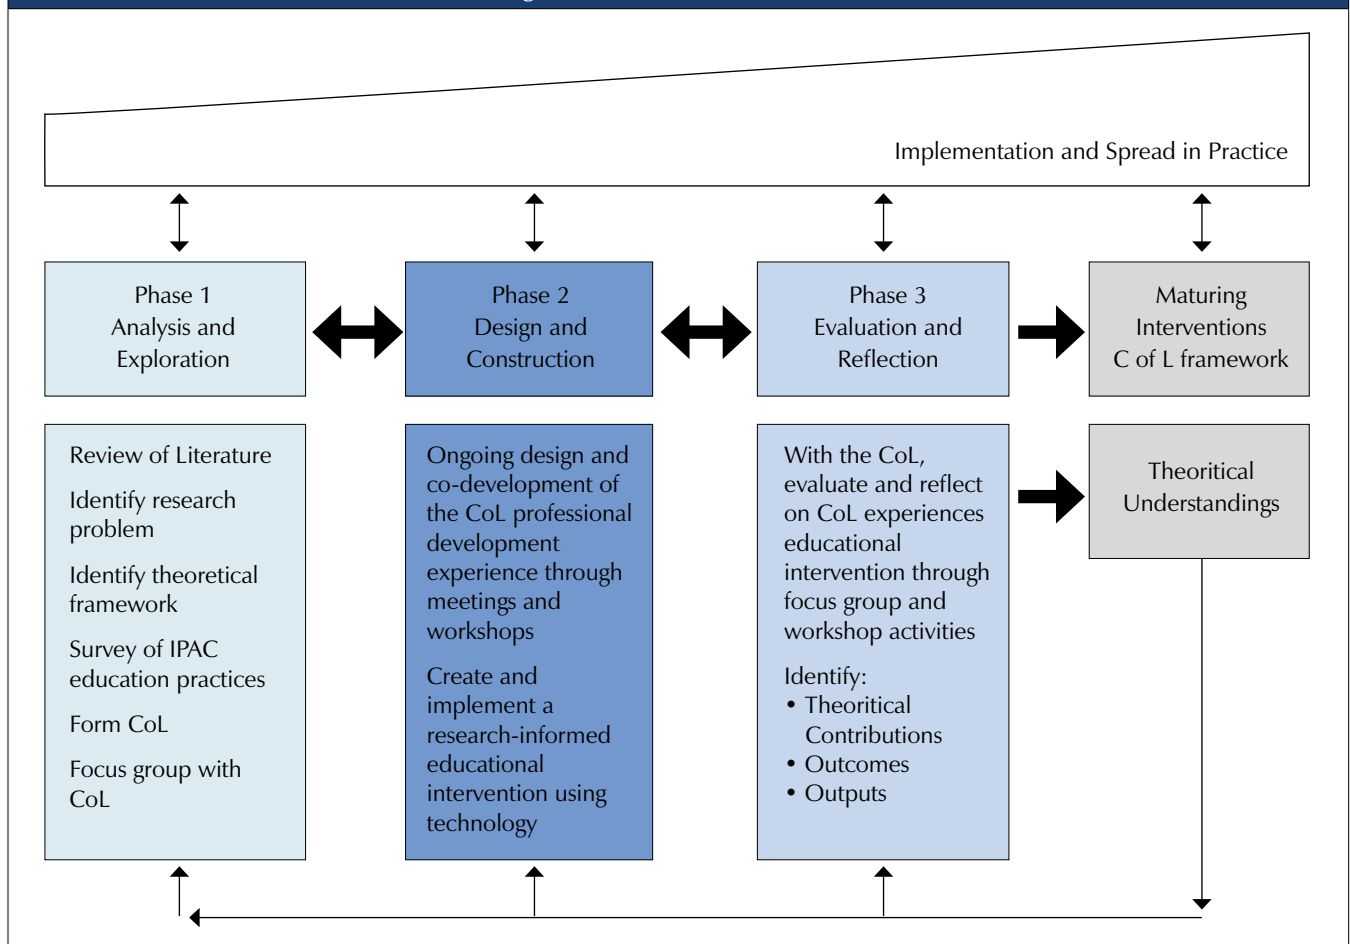 Implementation and Spread in Practice
Phase 1
Analysis and
Exploration
Phase 2
Design and
Construction
Phase 3
Evaluation and
Reflection
Maturing
Interventions
C of L framework
Review of Literature
Identify research
problem
Identify theoretical
framework
Survey of IPAC
education practices
Form CoL
Focus group with
CoL
Ongoing design and
co-development of
the CoL professional
development
experience through
meetings and
workshops
Create and
implement a
research-informed
educational
intervention using
technology
With the CoL,
evaluate and reflect
on CoL experiences
educational
intervention through
focus group and
workshop activities
Identify:
• Theoritical
Contributions
• Outcomes
• Outputs
Theoritical
Understandings